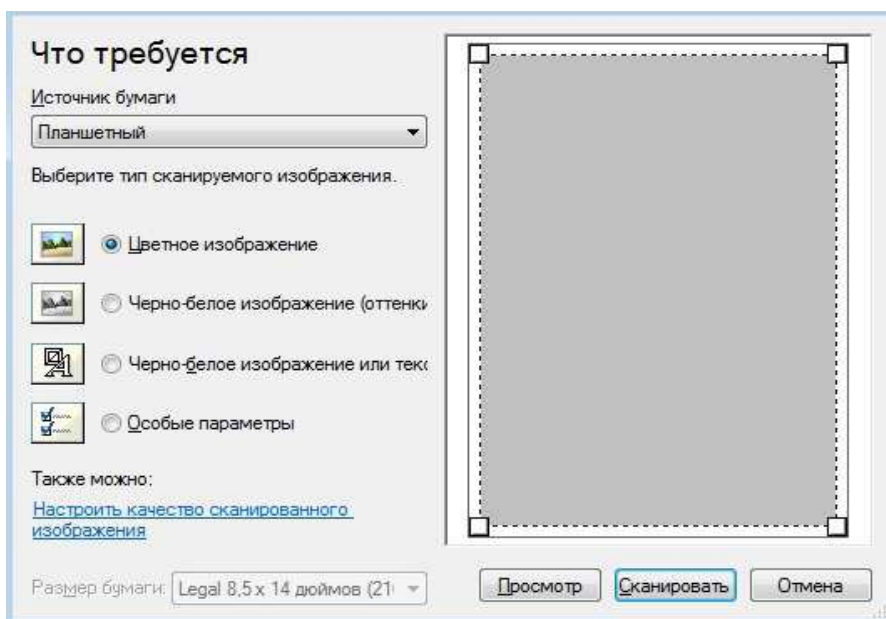 Что требуется
Источник бумаги
Планшетный
Выберите тип сканируемого изображения.
Цветное изображение
Черно-белое изображение (оттенки
Черно-белое изображение или текс
Особые параметры
Также можно:
Настроить качество сканированного
изображения
Размер бумаги: Legal 8,5 x 14 дюймов (21
Просмотр Сканировать Отмена